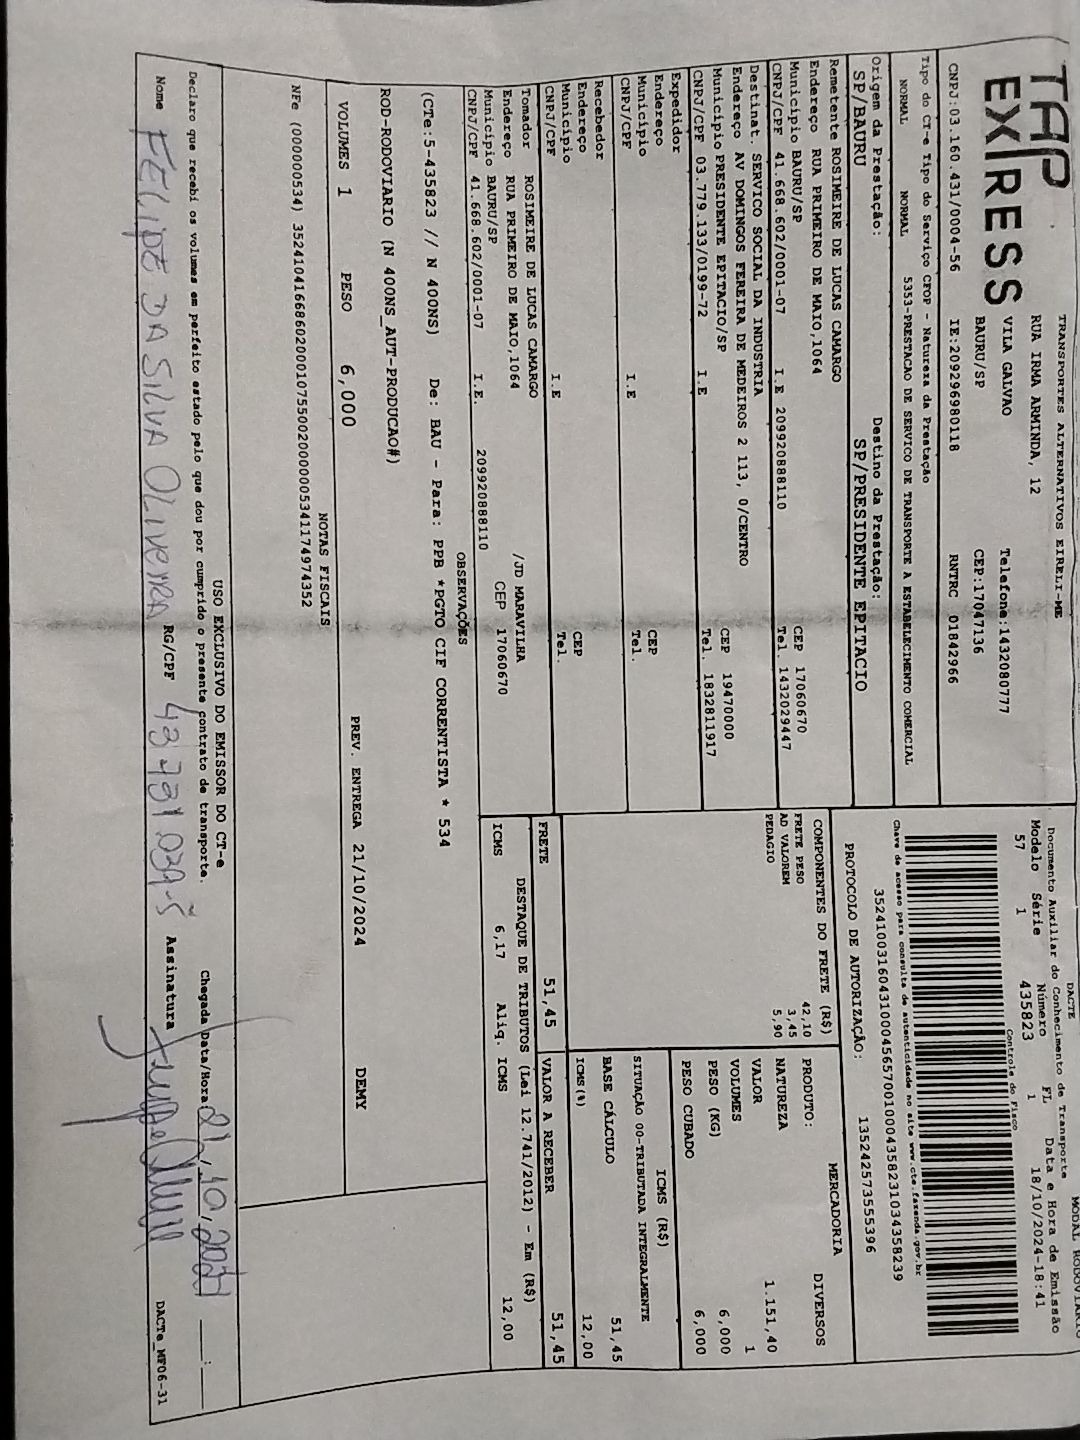 TAP EXPRESS
TRANSPORTES ALTERNATIVOS EIRELI-ME
RUA IRMA ARMINDA, 12
VILA GALVAO Telefone:1432080777
BAURU/SP CEP:17047136
CNPJ:03.160.431/0004-56 IE:209296980118 RNTRC 01842966
Tipo do CT-e Tipo do Serviço CFOP - Natureza da Prestação
NORMAL NORMAL 5353-PRESTACAO DE SERVICO DE TRANSPORTE A ESTABELECIMENTO COMERCIAL
Origem da Prestação: Destino da Prestação:
SP/BAURU SP/PRESIDENTE EPITACIO
Remetente ROSIMEIRE DE LUCAS CAMARGO
Endereço RUA PRIMEIRO DE MAIO,1064
Município BAURU/SP CEP 17060670
CNPJ/CPF 41.668.602/0001-07 I.E 209920888110 Tel. 1432029447
Destinat. SERVICO SOCIAL DA INDUSTRIA
Endereço AV DOMINGOS FEREIRA DE MEDEIROS 2 113, 0/CENTRO
Município PRESIDENTE EPITACIO/SP CEP 19470000
CNPJ/CPF 03.779.133/0199-72 I.E Tel. 1832811917
Expedidor
Endereço
Município CEP
CNPJ/CPF I.E Tel.
Recebedor
Endereço
Município CEP
CNPJ/CPF I.E Tel.
Tomador ROSIMEIRE DE LUCAS CAMARGO
Endereço RUA PRIMEIRO DE MAIO,1064 /JD MARAVILHA
Município BAURU/SP CEP 17060670
CNPJ/CPF 41.668.602/0001-07 I.E. 209920888110
DACTE MODAL
Documento Auxiliar do Conhecimento de Transporte
Modelo Série Número FL Data e Hora de Emissão
57 1 435823 1 18/10/2024-18:41
Controle do Fisco
Chave de acesso para consulta de autenticidade no site www.cte.fazenda.gov.br
35241003160431000456570010004358231034358239
PROTOCOLO DE AUTORIZAÇÃO: 135242573555396
COMPONENTES DO FRETE (R$)
FRETE PESO 42,10
AD VALOREM 3,45
PEDAGIO 5,90
MERCADORIA
PRODUTO: DIVERSOS
NATUREZA
VALOR 1.151,40
VOLUMES 1
PESO (KG) 6,000
PESO CUBADO 6,000
ICMS (R$)
SITUAÇÃO 00-TRIBUTADA INTEGRALMENTE
BASE CÁLCULO 51,45
ICMS(%) 12,00
FRETE 51,45 VALOR A RECEBER 51,45
DESTAQUE DE TRIBUTOS (Lei 12.741/2012) - Em (R$)
ICMS 6,17 Aliq. ICMS 12,00
OBSERVAÇÕES
(CTe:5-435823 // N 400NS) De: BAU - Para: PPB *PGTO CIF CORRENTISTA * 534
ROD-RODOVIARIO (N 400NS_AUT-PRODUCAO#)
VOLUMES 1 PESO 6,000 PREV. ENTREGA 21/10/2024 DEMY
NOTAS FISCAIS
NFe (000000534) 35241041668602000107550020000005341174974352
USO EXCLUSIVO DO EMISSOR DO CT-e
Declaro que recebi os volumes em perfeito estado pelo que dou por cumprido o presente contrato de transporte. Chegada Data/Hora 21,10,2024 ___:___
Nome FELIPE DA SILVA OLIVEIRA RG/CPF Assinatura DACTe_MF06-31